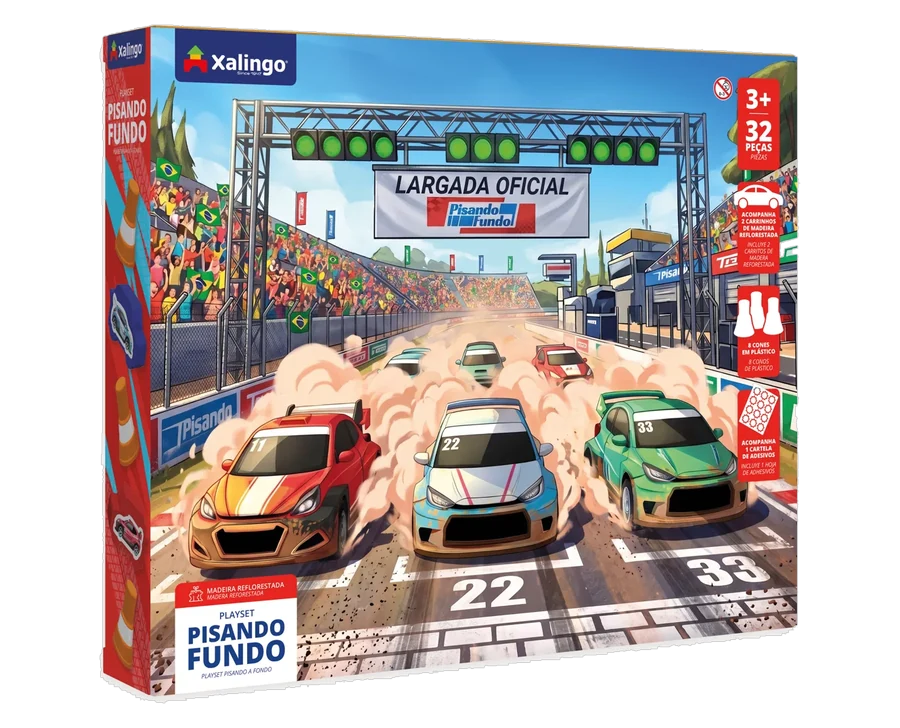 Xalingo
Since 1947
Xalingo
PLAYSET
PISANDO
FUNDO
LARGADA OFICIAL
Pisando
Fundo!
3+
32
PEÇAS
PIEZAS
ACOMPANHA
2 CARRINHOS
DE MADEIRA
REFLORESTADA
INCLUYE 2
CARRITOS DE
MADERA
REFORESTADA
8 CONES
EM PLÁSTICO
8 CONOS
DE PLÁSTICO
ACOMPANHA
1 CARTELA
DE ADESIVOS
INCLUYE 1 HOJA
DE ADHESIVOS
Pisando
11
22
33
22
33
MADEIRA REFLORESTADA
MADERA REFORESTADA
PLAYSET
PISANDO
FUNDO
PLAYSET PISANDO A FONDO